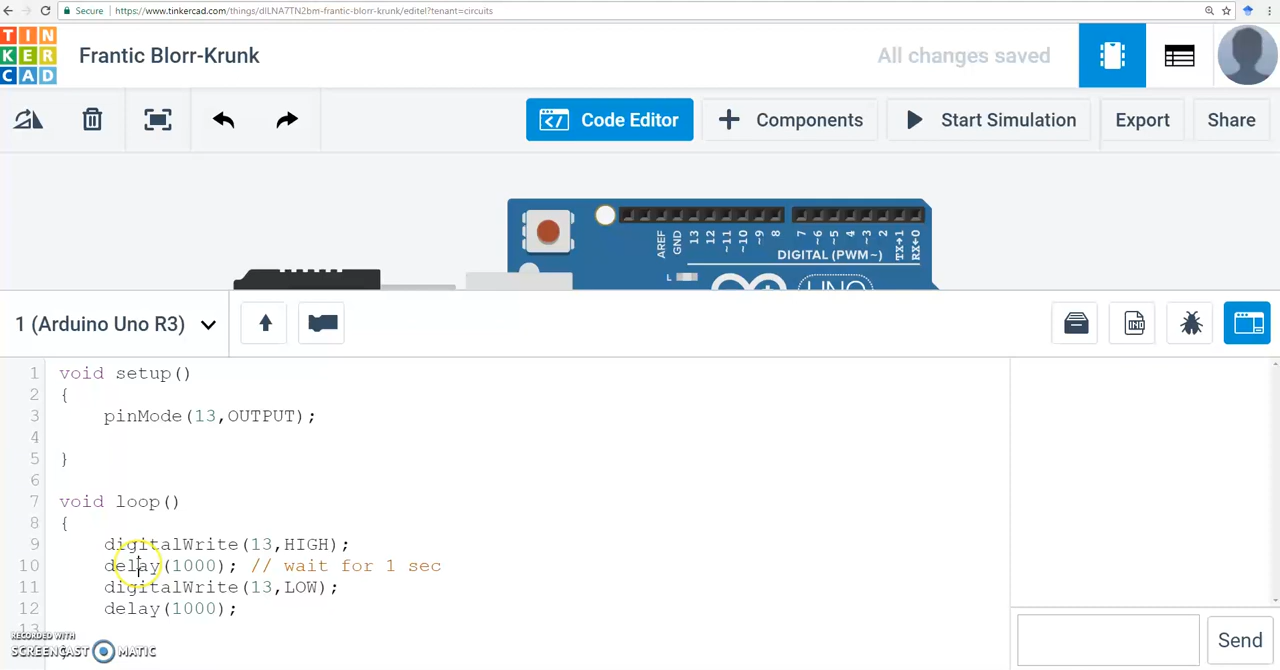 Secure
https://www.tinkercad.com/things/dILNA7TN2bm-frantic-blorr-krunk/editel?tenant=circuits
TIN
KER
CAD
Frantic Blorr-Krunk
All changes saved
Code Editor
Components
Start Simulation
Export
Share
AREF
GND
13
12
~11
~10
~9
8
7
~6
~5
4
~3
2
TX→1
RX←0
DIGITAL (PWM~)
L
UNO
1 (Arduino Uno R3)
1 void setup()
2 {
3 pinMode(13,OUTPUT);
4
5 }
6
7 void loop()
8 {
9 digitalWrite(13,HIGH);
10 delay(1000); // wait for 1 sec
11 digitalWrite(13,LOW);
12 delay(1000);
13
RECORDED WITH
SCREENCAST MATIC
Send